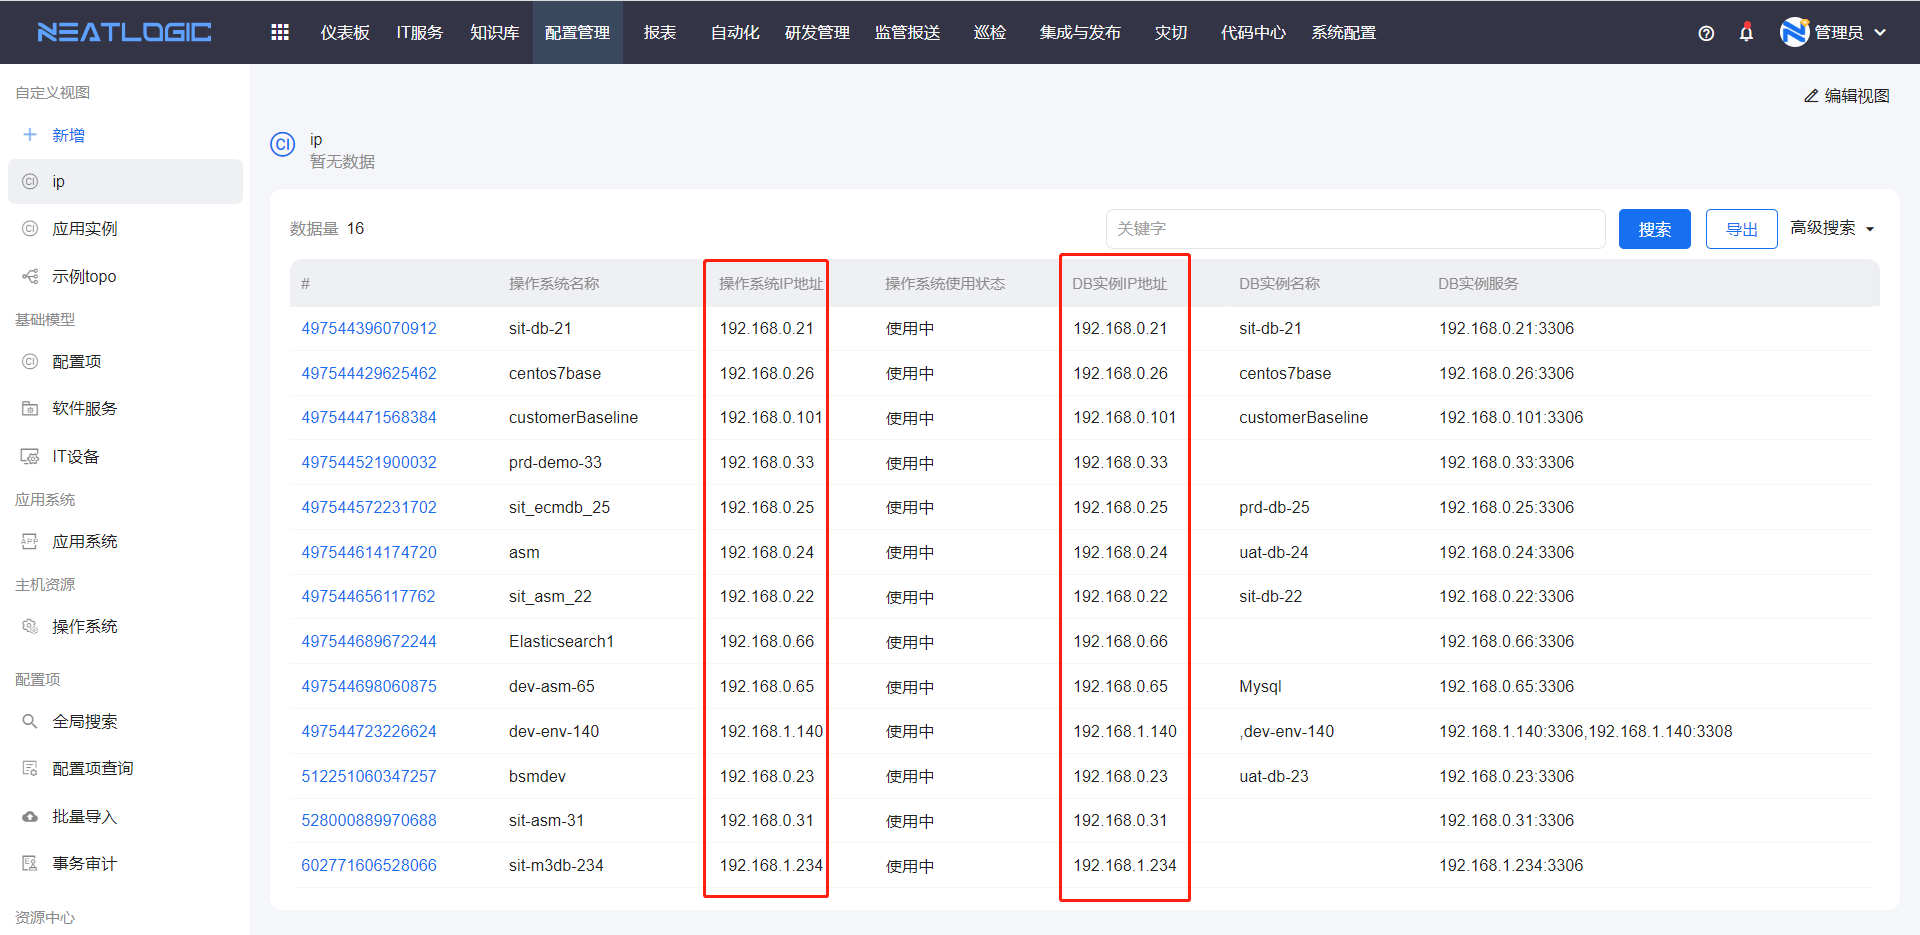 NEATLOGIC 仪表板 IT服务 知识库 配置管理 报表 自动化 研发管理 监管报送 巡检 集成与发布 灾切 代码中心 系统配置 管理员
自定义视图
新增
ip
应用实例
示例topo
基础模型
配置项
软件服务
IT设备
应用系统
应用系统
主机资源
操作系统
配置项
全局搜索
配置项查询
批量导入
事务审计
资源中心
编辑视图
CI ip
暂无数据
数据量 16 关键字 搜索 导出 高级搜索
# 操作系统名称 操作系统IP地址 操作系统使用状态 DB实例IP地址 DB实例名称 DB实例服务
497544396070912 sit-db-21 192.168.0.21 使用中 192.168.0.21 sit-db-21 192.168.0.21:3306
497544429625462 centos7base 192.168.0.26 使用中 192.168.0.26 centos7base 192.168.0.26:3306
497544471568384 customerBaseline 192.168.0.101 使用中 192.168.0.101 customerBaseline 192.168.0.101:3306
497544521900032 prd-demo-33 192.168.0.33 使用中 192.168.0.33 192.168.0.33:3306
497544572231702 sit_ecmdb_25 192.168.0.25 使用中 192.168.0.25 prd-db-25 192.168.0.25:3306
497544614174720 asm 192.168.0.24 使用中 192.168.0.24 uat-db-24 192.168.0.24:3306
497544656117762 sit_asm_22 192.168.0.22 使用中 192.168.0.22 sit-db-22 192.168.0.22:3306
497544689672244 Elasticsearch1 192.168.0.66 使用中 192.168.0.66 192.168.0.66:3306
497544698060875 dev-asm-65 192.168.0.65 使用中 192.168.0.65 Mysql 192.168.0.65:3306
497544723226624 dev-env-140 192.168.1.140 使用中 192.168.1.140 ,dev-env-140 192.168.1.140:3306,192.168.1.140:3308
512251060347257 bsmdev 192.168.0.23 使用中 192.168.0.23 uat-db-23 192.168.0.23:3306
528000889970688 sit-asm-31 192.168.0.31 使用中 192.168.0.31 192.168.0.31:3306
602771606528066 sit-m3db-234 192.168.1.234 使用中 192.168.1.234 192.168.1.234:3306